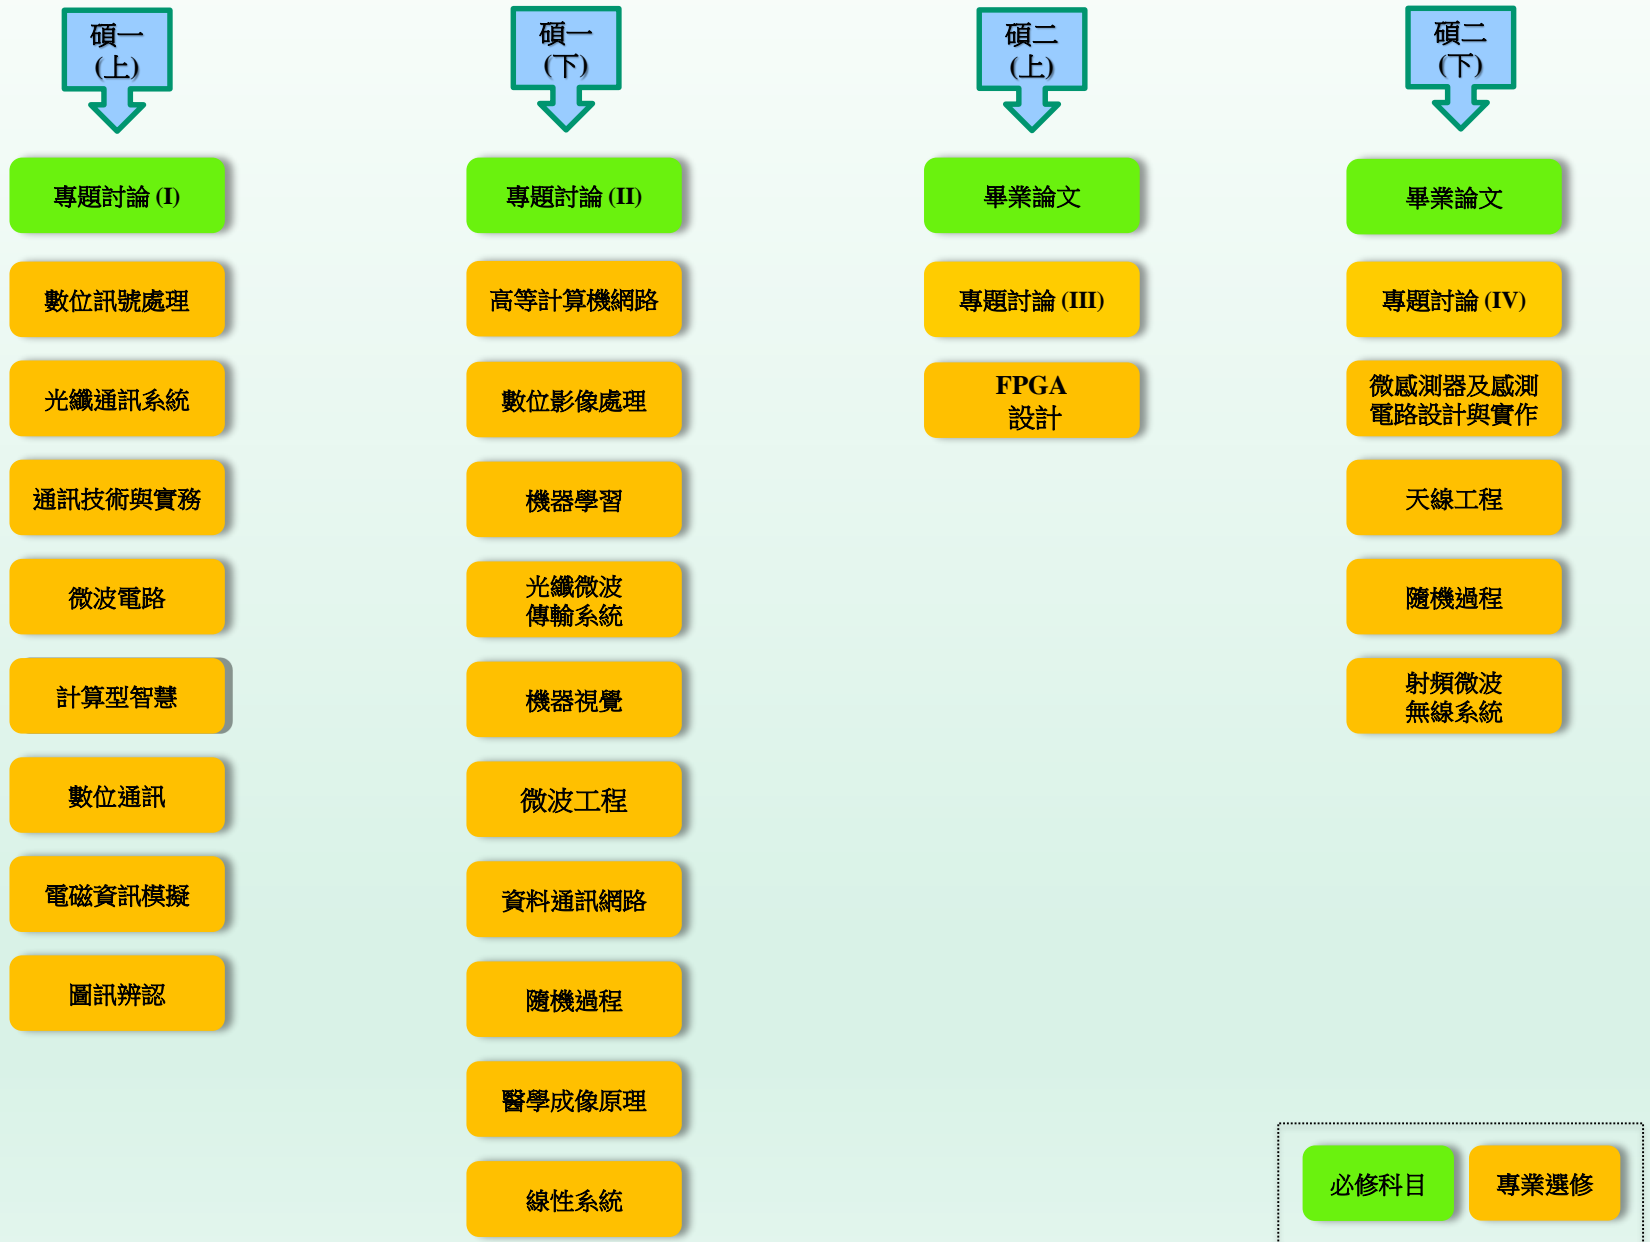 碩一
(上)
專題討論 (I)
數位訊號處理
光纖通訊系統
通訊技術與實務
微波電路
計算型智慧
數位通訊
電磁資訊模擬
圖訊辨認
碩一
(下)
專題討論 (II)
高等計算機網路
數位影像處理
機器學習
光纖微波
傳輸系統
機器視覺
微波工程
資料通訊網路
隨機過程
醫學成像原理
線性系統
碩二
(上)
畢業論文
專題討論 (III)
FPGA
設計
碩二
(下)
畢業論文
專題討論 (IV)
微感測器及感測
電路設計與實作
天線工程
隨機過程
射頻微波
無線系統
必修科目
專業選修